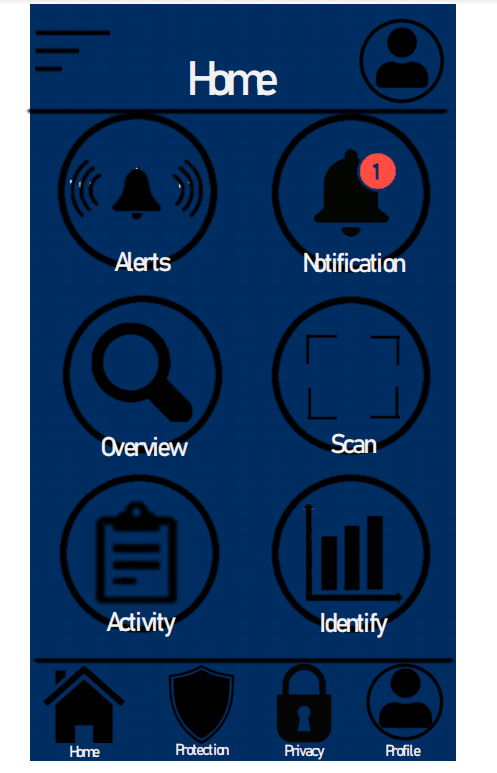 Home
Alerts
1
Notification
Overview
Scan
Activity
Identify
Home
Protection
Privacy
Profile